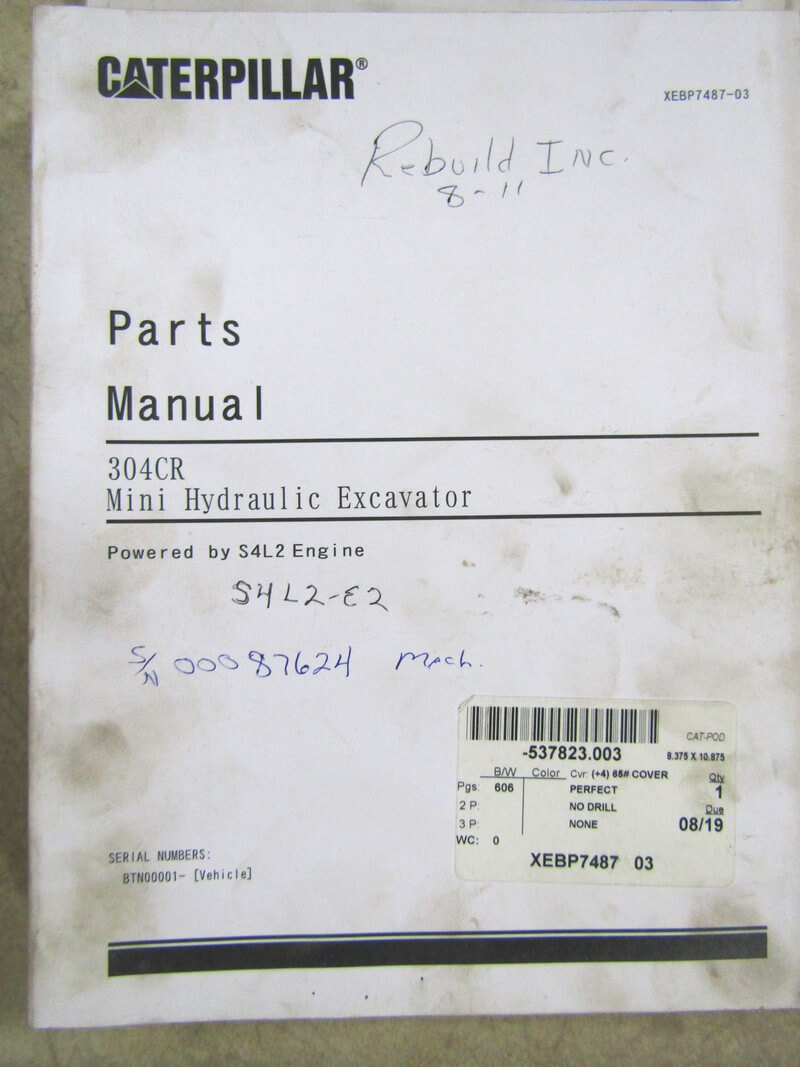 CATERPILLAR®
XEBP7487-03
Rebuild Inc.
8-11
Parts
Manual
304CR
Mini Hydraulic Excavator
Powered by S4L2 Engine
S4L2-E2
S/N 00087624 Mech.
CAT-POD
-537823.003 8.375 X 10.875
B/W Color Cvr: (+4) 65# COVER Qty
Pgs: 606 PERFECT 1
2 P: NO DRILL Due
3 P: NONE 08/19
WC: 0
XEBP7487 03
SERIAL NUMBERS:
BTN00001- [Vehicle]